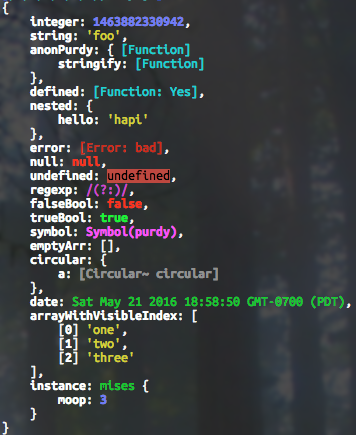 {
    integer: 1463882330942,
    string: 'foo',
    anonPurdy: { [Function]
        stringify: [Function]
    },
    defined: [Function: Yes],
    nested: {
        hello: 'hapi'
    },
    error: [Error: bad],
    null: null,
    undefined: undefined,
    regexp: /(?:)/,
    falseBool: false,
    trueBool: true,
    symbol: Symbol(purdy),
    emptyArr: [],
    circular: {
        a: [Circular~ circular]
    },
    date: Sat May 21 2016 18:58:50 GMT-0700 (PDT),
    arrayWithVisibleIndex: [
        [0] 'one',
        [1] 'two',
        [2] 'three'
    ],
    instance: mises {
        moop: 3
    }
}